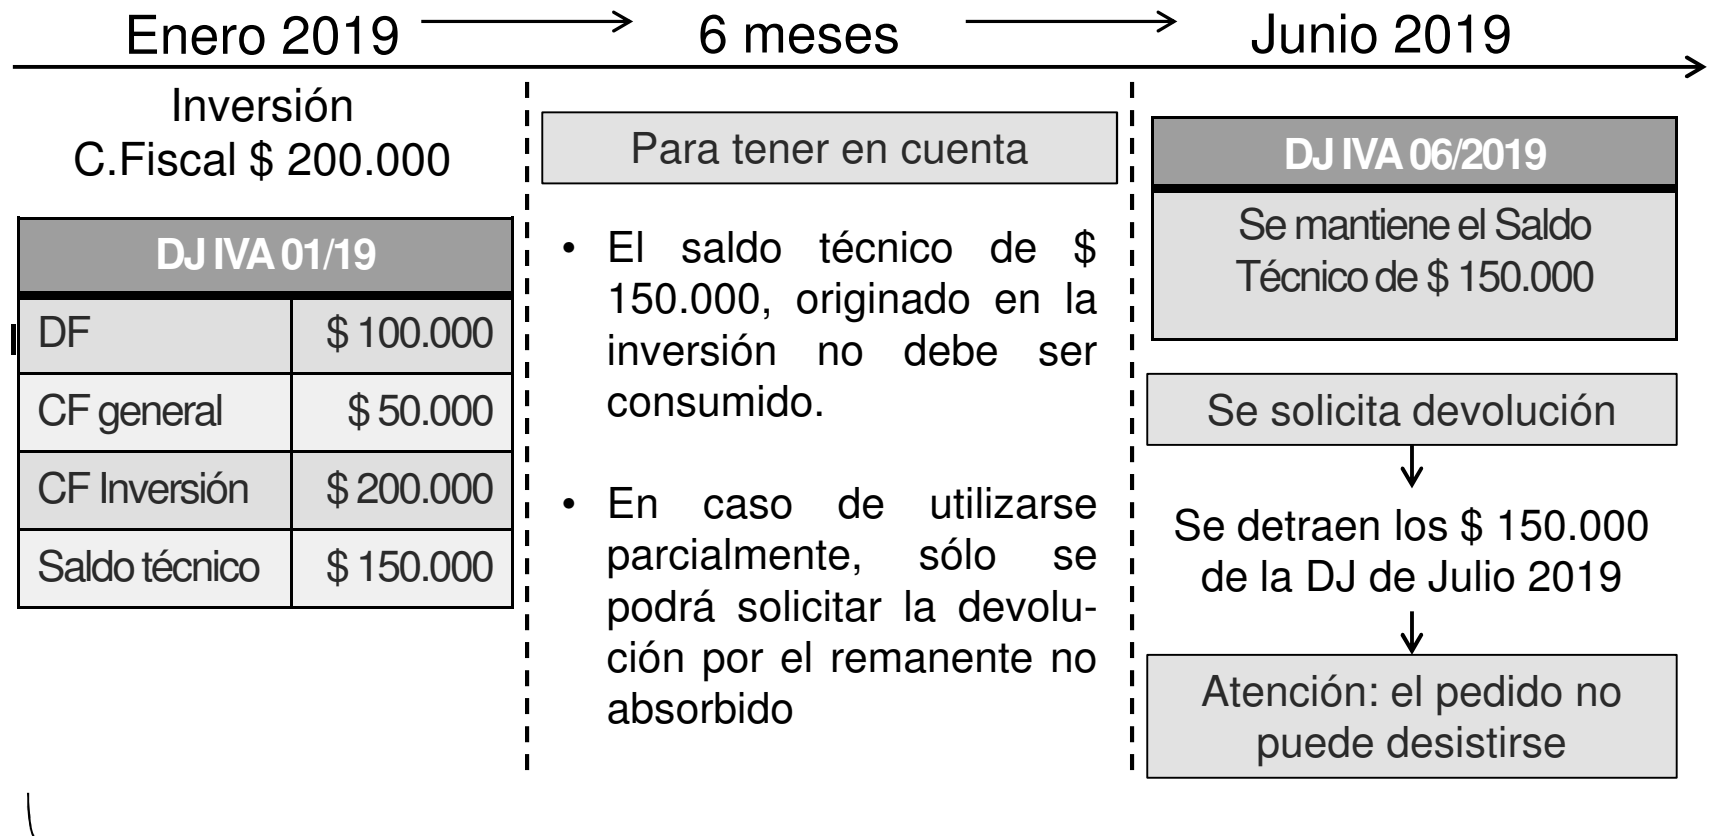 Enero 2019
6 meses
Junio 2019
Inversión
C.Fiscal $ 200.000
DJ IVA 01/19
DF $ 100.000
CF general $ 50.000
CF Inversión $ 200.000
Saldo técnico $ 150.000
Para tener en cuenta
• El saldo técnico de $
150.000, originado en la
inversión no debe ser
consumido.
• En caso de utilizarse
parcialmente, sólo se
podrá solicitar la devolu-
ción por el remanente no
absorbido
DJ IVA 06/2019
Se mantiene el Saldo
Técnico de $ 150.000
Se solicita devolución
Se detraen los $ 150.000
de la DJ de Julio 2019
Atención: el pedido no
puede desistirse